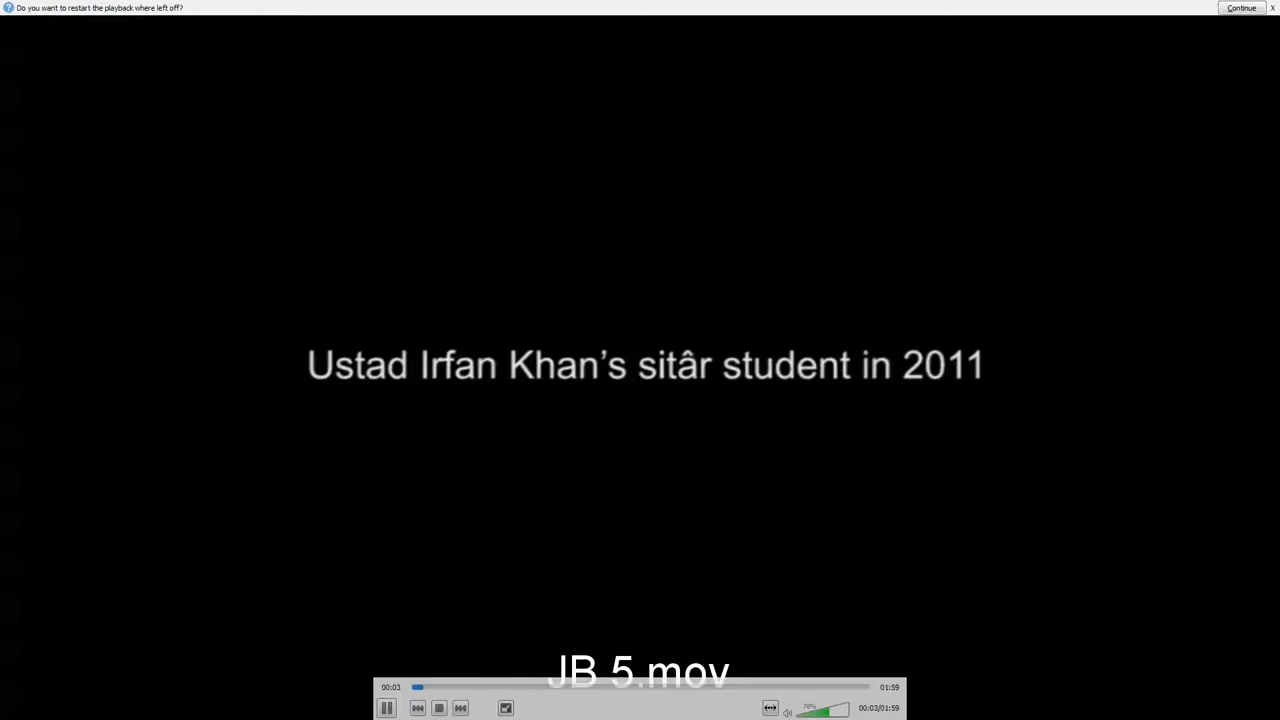 Do you want to restart the playback where left off?
Continue
X
Ustad Irfan Khan’s sitâr student in 2011
JB 5.mov
00:03
01:59
76%
00:03/01:59